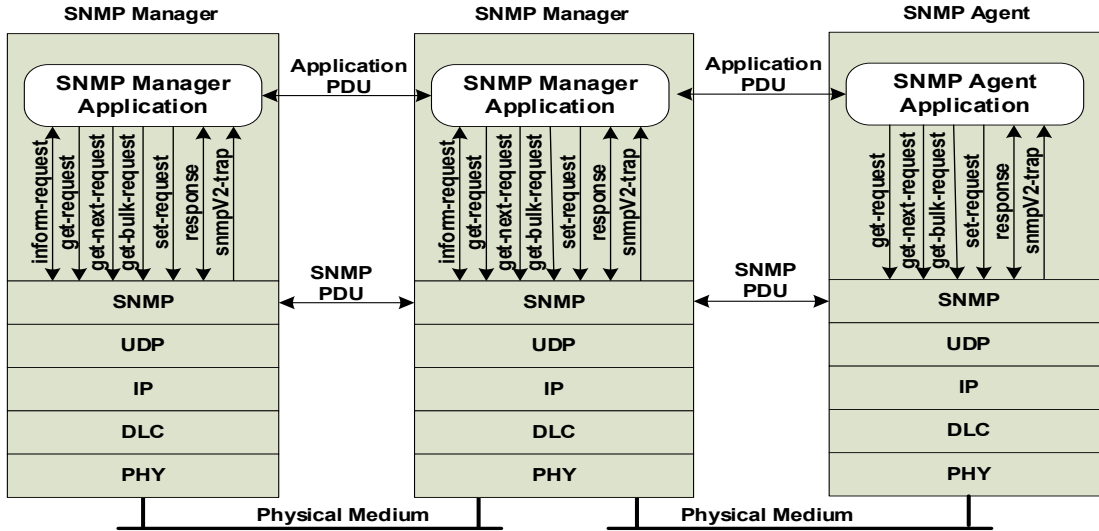 SNMP Manager
SNMP Manager
SNMP Agent
SNMP Manager
Application
Application
PDU
SNMP Manager
Application
Application
PDU
SNMP Agent
Application
inform-request
get-request
get-next-request
get-bulk-request
set-request
response
snmpV2-trap
inform-request
get-request
get-next-request
get-bulk-request
set-request
response
snmpV2-trap
get-request
get-next-request
get-bulk-request
set-request
response
snmpV2-trap
SNMP
PDU
SNMP
PDU
SNMP
SNMP
SNMP
UDP
UDP
UDP
IP
IP
IP
DLC
DLC
DLC
PHY
PHY
PHY
Physical Medium
Physical Medium